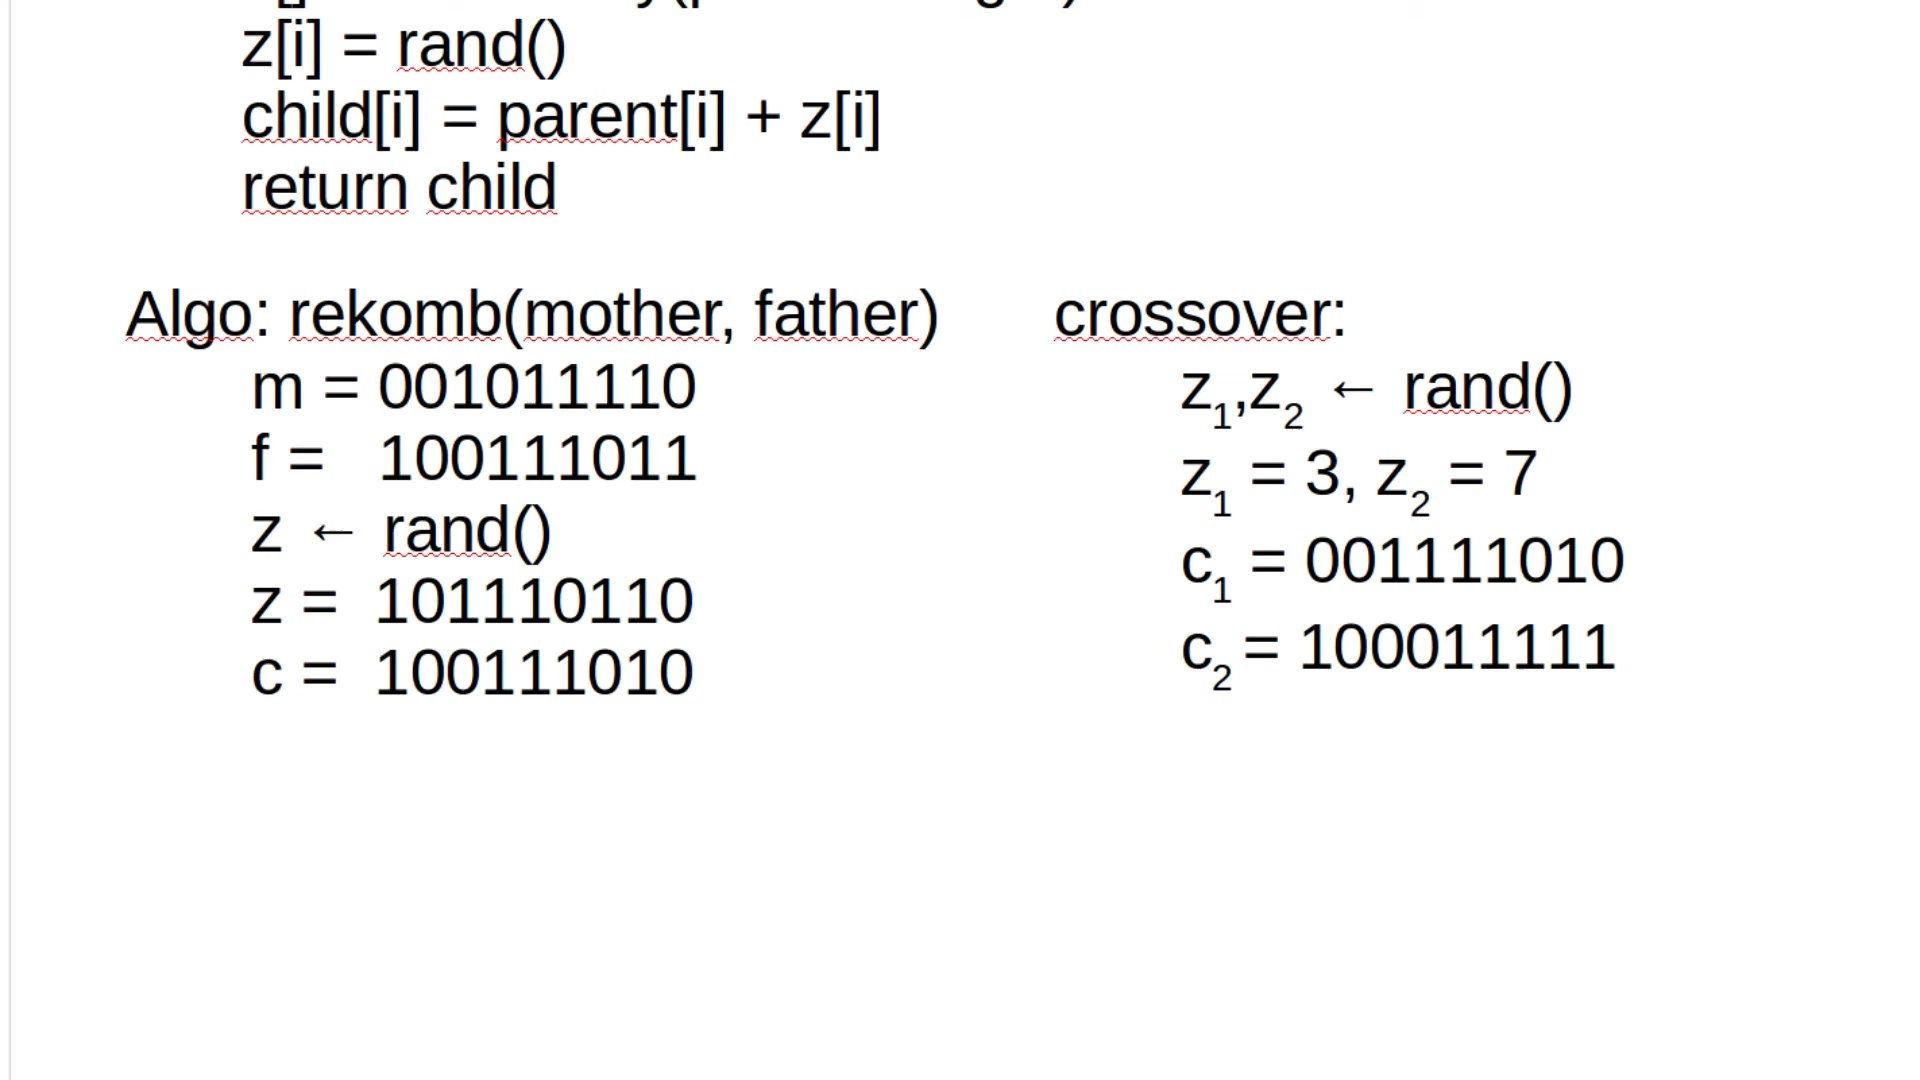 z[i] = rand()
child[i] = parent[i] + z[i]
return child
Algo: rekomb(mother, father)
m = 001011110
f = 100111011
z ← rand()
z = 101110110
c = 100111010
crossover:
z₁,z₂ ← rand()
z₁ = 3, z₂ = 7
c₁ = 001111010
c₂ = 100011111